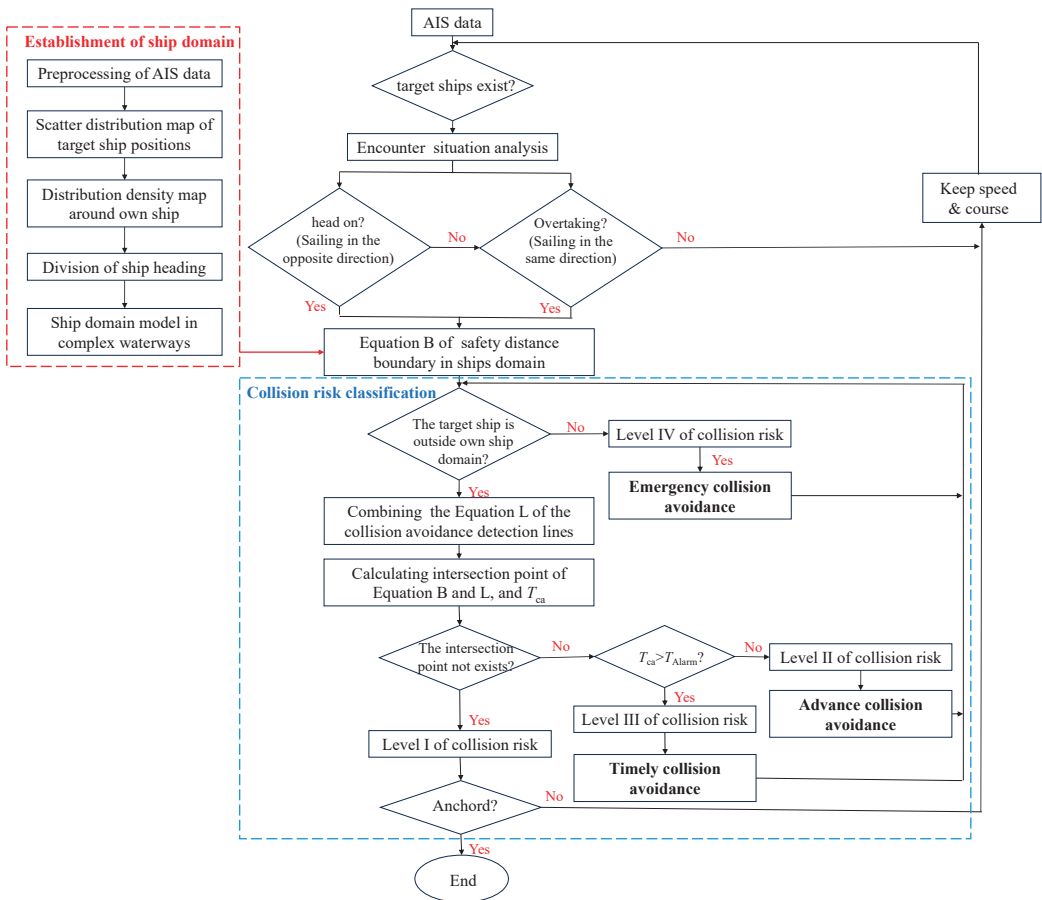 Establishment of ship domain
Preprocessing of AIS data
Scatter distribution map of
target ship positions
Distribution density map
around own ship
Division of ship heading
Ship domain model in
complex waterways
AIS data
target ships exist?
Encounter situation analysis
head on?
(Sailing in the
opposite direction)
No
Overtaking?
(Sailing in the
same direction)
No
Keep speed
& course
Yes
Yes
Equation B of safety distance
boundary in ships domain
Collision risk classification
The target ship is
outside own ship
domain?
No
Level IV of collision risk
Yes
Emergency collision
avoidance
Yes
Combining the Equation L of the
collision avoidance detection lines
Calculating intersection point of
Equation B and L, and Tca
The intersection
point not exists?
No
Tca>TAlarm?
No
Level II of collision risk
Advance collision
avoidance
Yes
Level III of collision risk
Timely collision
avoidance
Yes
Level I of collision risk
Anchord?
No
Yes
End